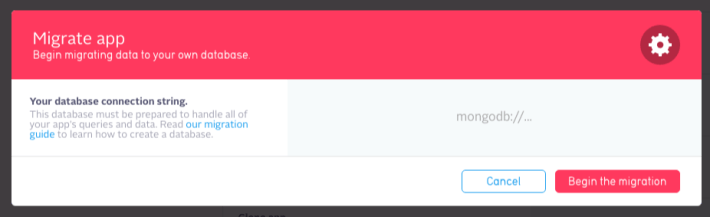 Migrate app
Begin migrating data to your own database.
Your database connection string.
This database must be prepared to handle all of
your app's queries and data. Read our migration
guide to learn how to create a database.
mongodb://...
Cancel
Begin the migration